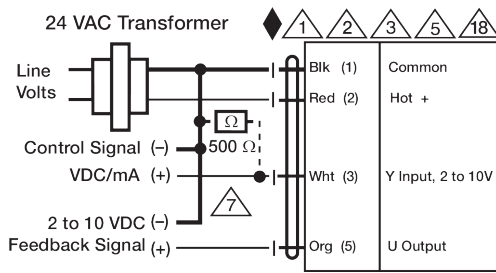 24 VAC Transformer
1 2 3 5 18
Line
Volts
Blk (1) Common
Red (2) Hot +
Ω
500 Ω
Control Signal (–)
VDC/mA (+)
Wht (3) Y Input, 2 to 10V
7
2 to 10 VDC (–)
Feedback Signal (+)
Org (5) U Output